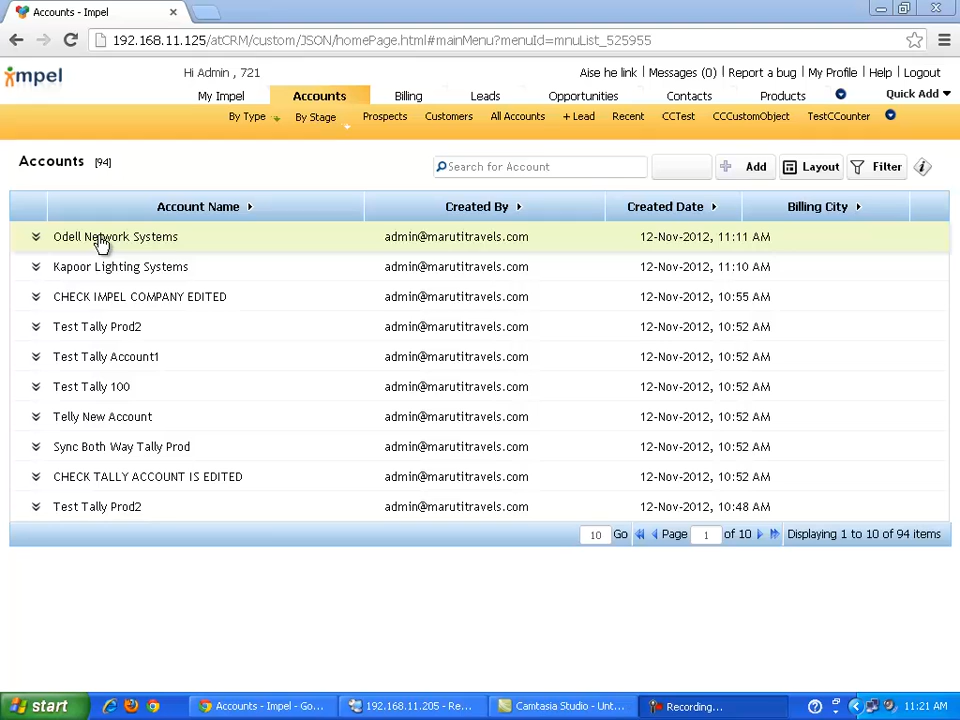 Accounts - Impel
192.168.11.125/atCRM/custom/JSON/homePage.html#mainMenu?menuId=mnuList_525955
impel
Hi Admin , 721
Aise he link | Messages (0) | Report a bug | My Profile | Help | Logout
My Impel Accounts Billing Leads Opportunities Contacts Products Quick Add
By Type By Stage Prospects Customers All Accounts + Lead Recent CCTest CCCustomObject TestCCounter
Accounts [94]
Search for Account Add Layout Filter i
Account Name Created By Created Date Billing City
Odell Network Systems admin@marutitravels.com 12-Nov-2012, 11:11 AM
Kapoor Lighting Systems admin@marutitravels.com 12-Nov-2012, 11:10 AM
CHECK IMPEL COMPANY EDITED admin@marutitravels.com 12-Nov-2012, 10:55 AM
Test Tally Prod2 admin@marutitravels.com 12-Nov-2012, 10:52 AM
Test Tally Account1 admin@marutitravels.com 12-Nov-2012, 10:52 AM
Test Tally 100 admin@marutitravels.com 12-Nov-2012, 10:52 AM
Telly New Account admin@marutitravels.com 12-Nov-2012, 10:52 AM
Sync Both Way Tally Prod admin@marutitravels.com 12-Nov-2012, 10:52 AM
CHECK TALLY ACCOUNT IS EDITED admin@marutitravels.com 12-Nov-2012, 10:52 AM
Test Tally Prod2 admin@marutitravels.com 12-Nov-2012, 10:48 AM
10 Go Page 1 of 10 Displaying 1 to 10 of 94 items
start Accounts - Impel - Go... 192.168.11.205 - Re... Camtasia Studio - Unt... Recording... 11:21 AM